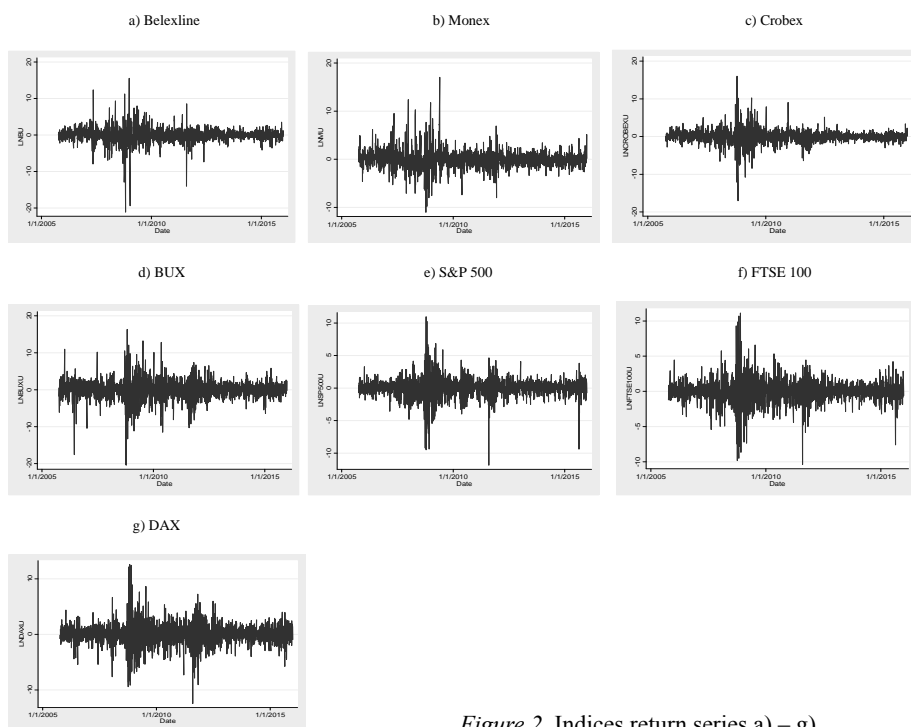 a) Belexline
b) Monex
c) Crobex
20
10
0
-10
-20
LNBU
1/1/2005
1/1/2010
1/1/2015
Date
20
10
0
-10
LNMU
1/1/2005
1/1/2010
1/1/2015
Date
20
10
0
-10
-20
LNCROBEXU
1/1/2005
1/1/2010
1/1/2015
Date
d) BUX
e) S&P 500
f) FTSE 100
20
10
0
-10
-20
LNBUXU
1/1/2005
1/1/2010
1/1/2015
Date
10
5
0
-5
-10
LNSP500U
1/1/2005
1/1/2010
1/1/2015
Date
10
5
0
-5
-10
LNFTSE100U
1/1/2005
1/1/2010
1/1/2015
Date
g) DAX
10
0
-10
LNDAXU
1/1/2005
1/1/2010
1/1/2015
Date
Figure 2. Indices return series a) – g)